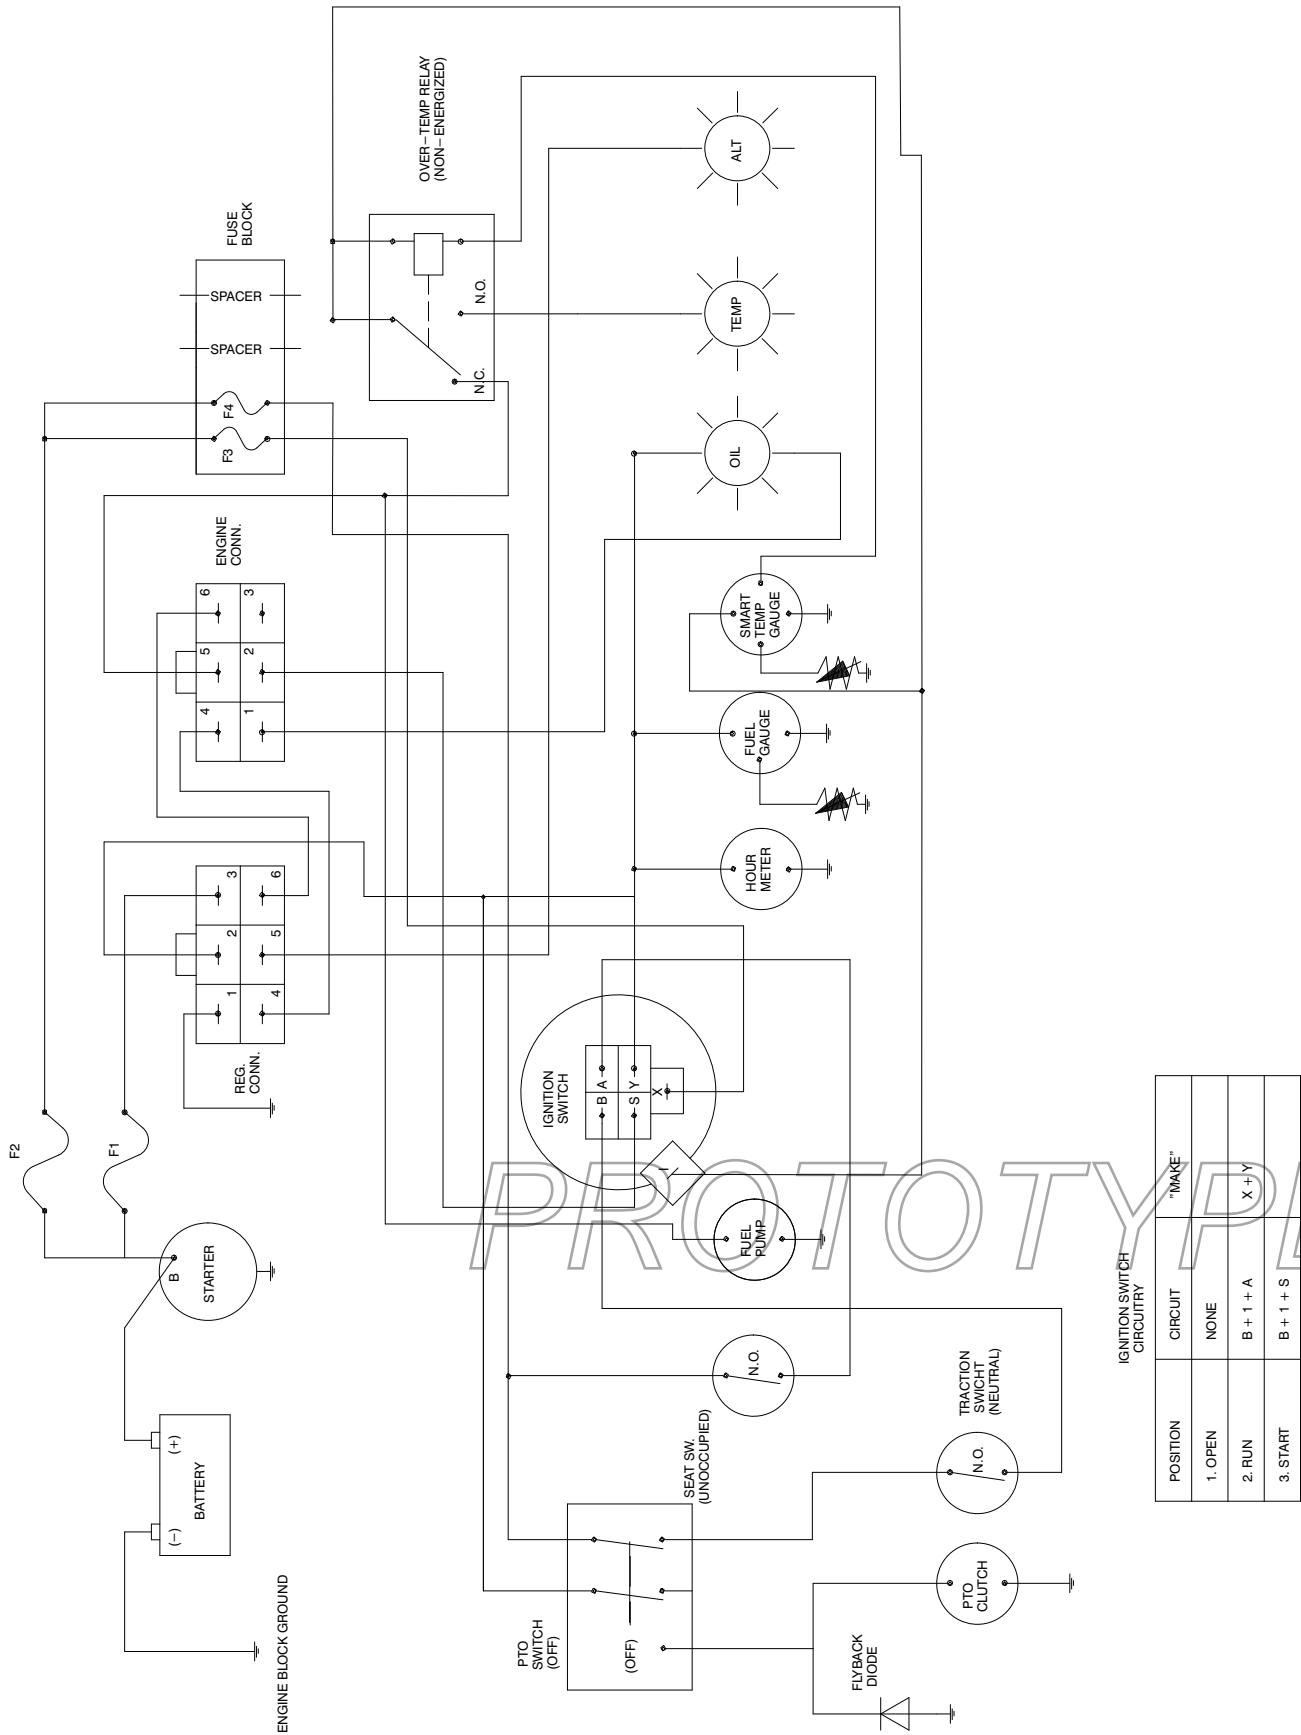 F2
F1
STARTER
B
BATTERY
(+)
(−)
ENGINE BLOCK GROUND
REG.
CONN.
1
2
3
4
5
6
ENGINE
CONN.
4
5
6
1
2
3
FUSE
BLOCK
SPACER
SPACER
F4
F3
OVER−TEMP RELAY
(NON−ENERGIZED)
N.O.
N.C.
ALT
TEMP
OIL
SMART
TEMP
GAUGE
FUEL
GAUGE
HOUR
METER
IGNITION
SWITCH
B A
S Y
X
I
FUEL
PUMP
N.O.
SEAT SW.
(UNOCCUPIED)
TRACTION
SWICHT
(NEUTRAL)
N.O.
PTO
SWITCH
(OFF)
(OFF)
PTO
CLUTCH
FLYBACK
DIODE
PROTOTYPE
IGNITION SWITCH
CIRCUITRY
POSITION CIRCUIT "MAKE"
1. OPEN NONE
2. RUN B + 1 + A X + Y
3. START B + 1 + S